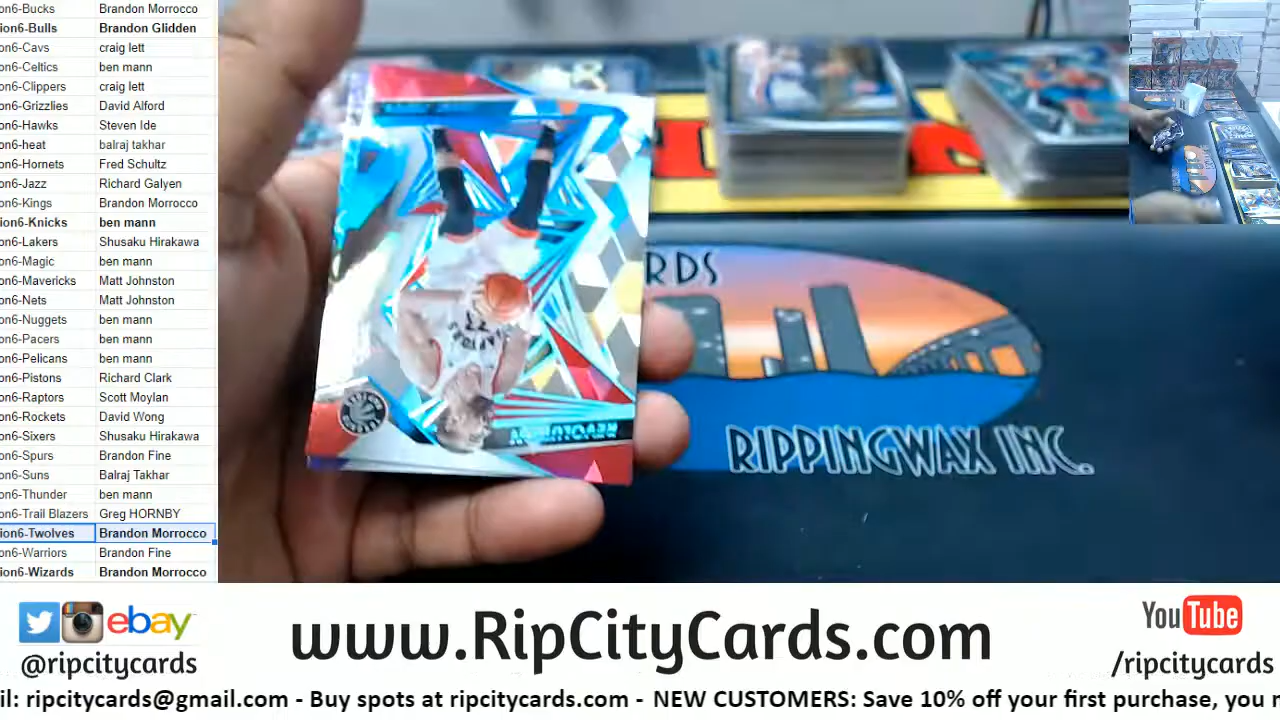 on6-Bucks Brandon Morrocco
ion6-Bulls Brandon Glidden
on6-Cavs craig lett
on6-Celtics ben mann
on6-Clippers craig lett
on6-Grizzlies David Alford
on6-Hawks Steven Ide
on6-heat balraj takhar
on6-Hornets Fred Schultz
on6-Jazz Richard Galyen
on6-Kings Brandon Morrocco
ion6-Knicks ben mann
on6-Lakers Shusaku Hirakawa
on6-Magic ben mann
on6-Mavericks Matt Johnston
on6-Nets Matt Johnston
on6-Nuggets ben mann
on6-Pacers ben mann
on6-Pelicans ben mann
on6-Pistons Richard Clark
on6-Raptors Scott Moylan
on6-Rockets David Wong
on6-Sixers Shusaku Hirakawa
on6-Spurs Brandon Fine
on6-Suns Balraj Takhar
on6-Thunder ben mann
on6-Trail Blazers Greg HORNBY
ion6-Twolves Brandon Morrocco
on6-Warriors Brandon Fine
ion6-Wizards Brandon Morrocco
RDS
RIPPINGWAX INC.
REVOLUTION
RAPTORS
ebay
@ripcitycards
www.RipCityCards.com
YouTube
/ripcitycards
il: ripcitycards@gmail.com - Buy spots at ripcitycards.com - NEW CUSTOMERS: Save 10% off your first purchase, you